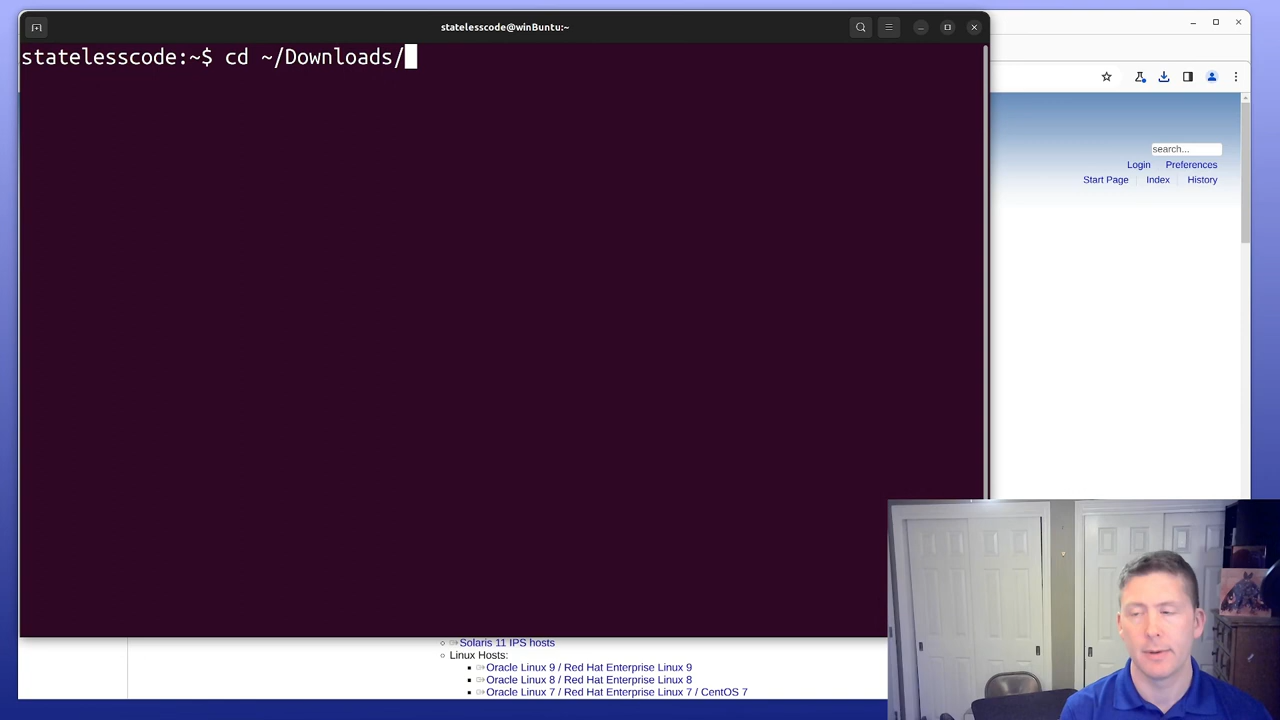 statelesscode@winBuntu:~
statelesscode:~$ cd ~/Downloads/
search...
Login Preferences
Start Page Index History
Solaris 11 IPS hosts
Linux Hosts:
Oracle Linux 9 / Red Hat Enterprise Linux 9
Oracle Linux 8 / Red Hat Enterprise Linux 8
Oracle Linux 7 / Red Hat Enterprise Linux 7 / CentOS 7